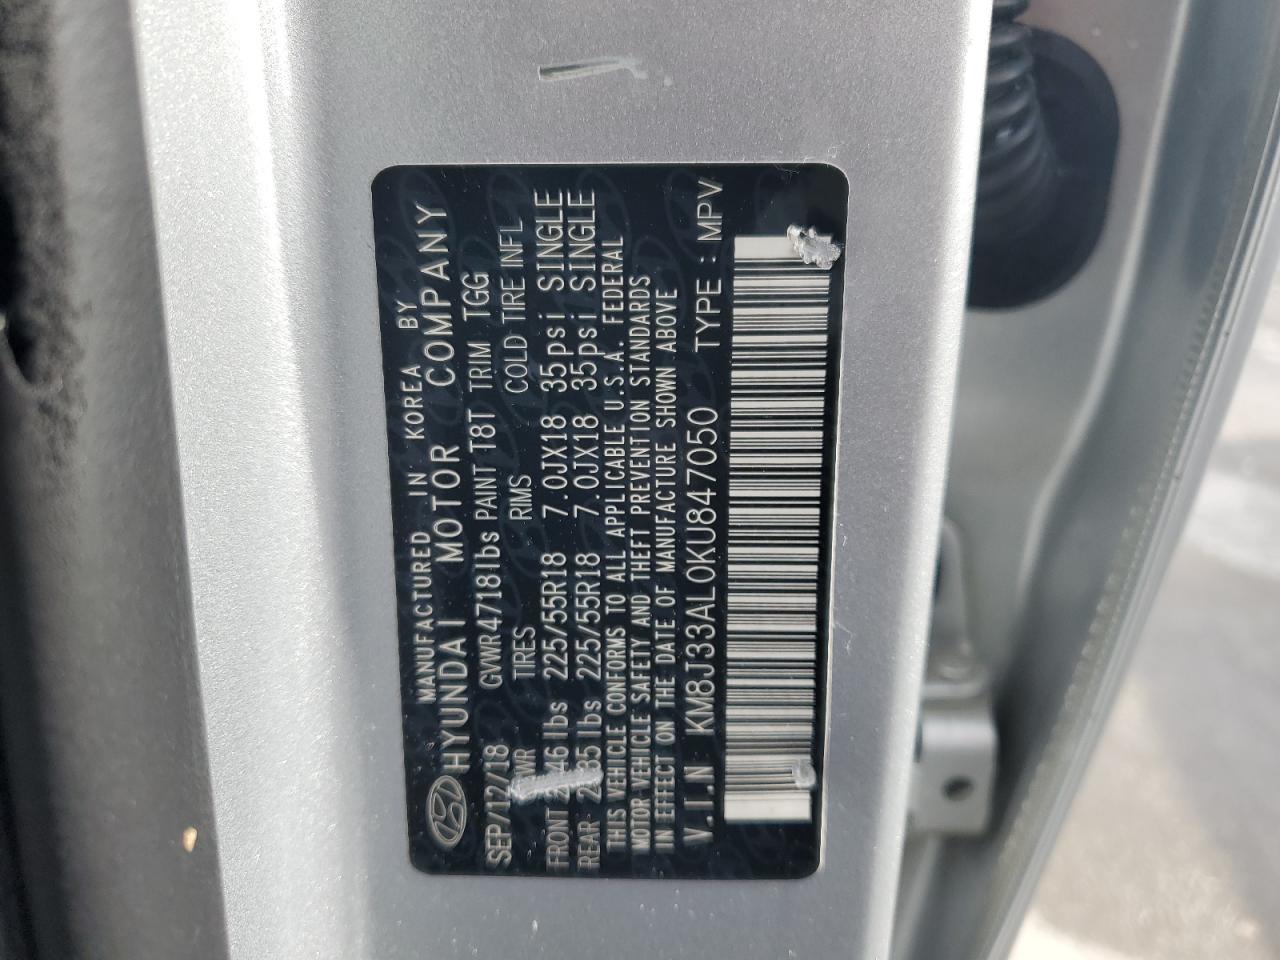 MANUFACTURED IN KOREA BY
HYUNDAI MOTOR COMPANY
SEP/12/18 GVWR4718lbs PAINT T8T TRIM TGG
TIRES RIMS COLD TIRE INFL
FRONT lbs 225/55R18 7.0JX18 35psi SINGLE
REAR lbs 225/55R18 7.0JX18 35psi SINGLE
THIS VEHICLE CONFORMS TO ALL APPLICABLE U.S.A. FEDERAL
MOTOR VEHICLE SAFETY AND THEFT PREVENTION STANDARDS
IN EFFECT ON THE DATE OF MANUFACTURE SHOWN ABOVE
V.I.N KM8J33AL0KU847050 TYPE : MPV